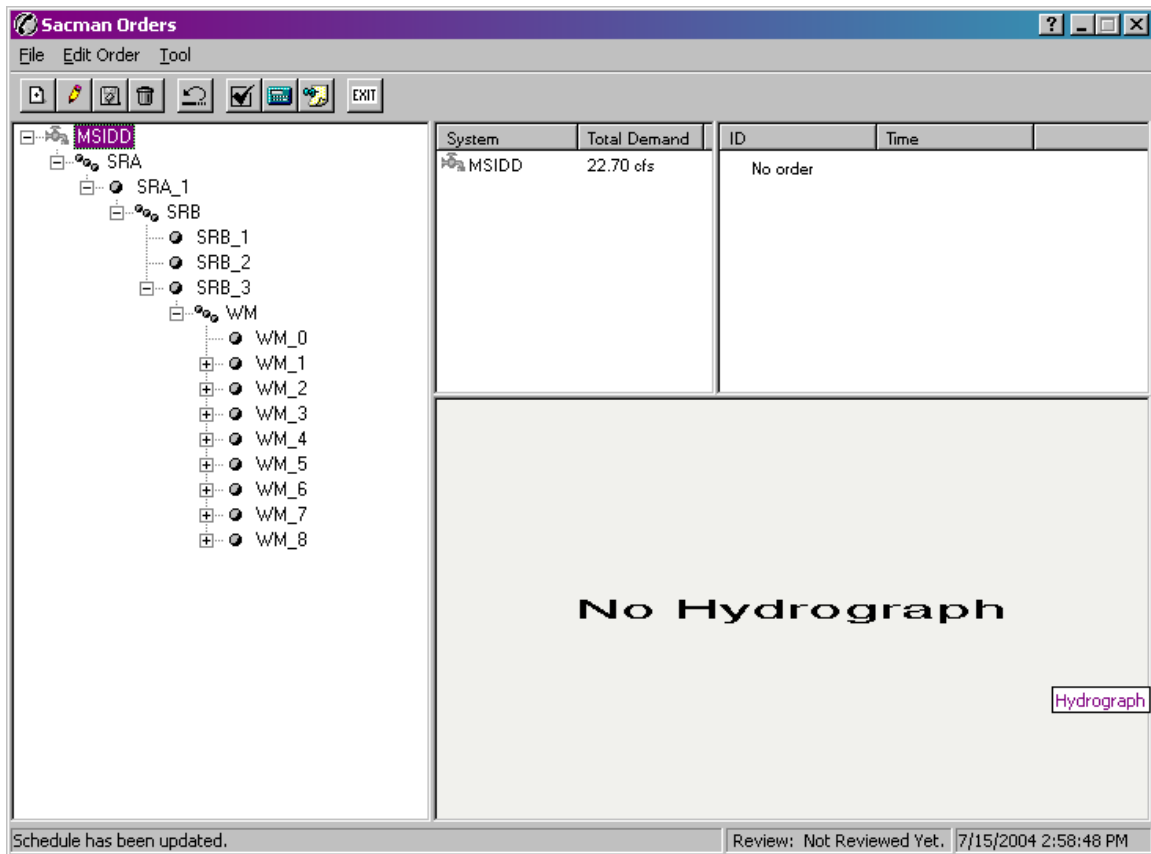 Sacman Orders
?
File Edit Order Tool
EXIT
MSIDD
SRA
SRA_1
SRB
SRB_1
SRB_2
SRB_3
WM
WM_0
WM_1
WM_2
WM_3
WM_4
WM_5
WM_6
WM_7
WM_8
System Total Demand
MSIDD 22.70 cfs
ID Time
No order
No Hydrograph
Hydrograph
Schedule has been updated.
Review: Not Reviewed Yet.
7/15/2004 2:58:48 PM